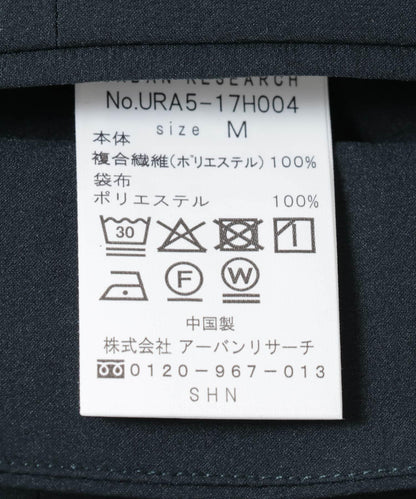 URBAN RESEARCH
No.URA5-17H004
size M
本体
複合繊維(ポリエステル) 100%
袋布
ポリエステル 100%
30
F W
中国製
株式会社 アーバンリサーチ
0120-967-013
SHN